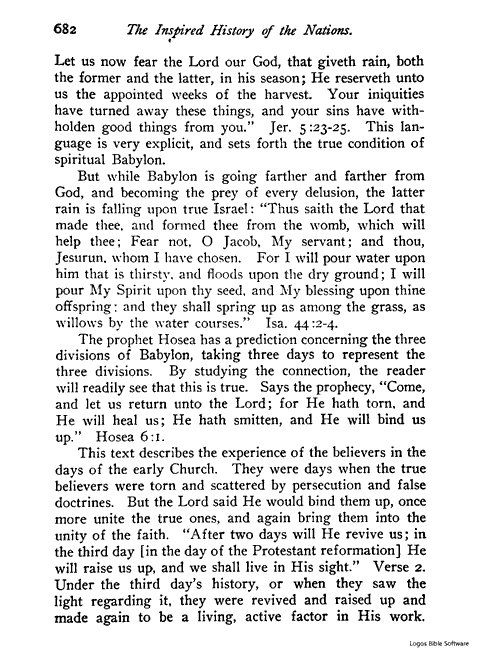 682 The Inspired History of the Nations.
Let us now fear the Lord our God, that giveth rain, both
the former and the latter, in his season; He reserveth unto
us the appointed weeks of the harvest. Your iniquities
have turned away these things, and your sins have with-
holden good things from you." Jer. 5:23-25. This lan-
guage is very explicit, and sets forth the true condition of
spiritual Babylon.
But while Babylon is going farther and farther from
God, and becoming the prey of every delusion, the latter
rain is falling upon true Israel: "Thus saith the Lord that
made thee, and formed thee from the womb, which will
help thee; Fear not, O Jacob, My servant; and thou,
Jesurun, whom I have chosen. For I will pour water upon
him that is thirsty, and floods upon the dry ground; I will
pour My Spirit upon thy seed, and My blessing upon thine
offspring: and they shall spring up as among the grass, as
willows by the water courses." Isa. 44:2-4.
The prophet Hosea has a prediction concerning the three
divisions of Babylon, taking three days to represent the
three divisions. By studying the connection, the reader
will readily see that this is true. Says the prophecy, "Come,
and let us return unto the Lord; for He hath torn, and
He will heal us; He hath smitten, and He will bind us
up." Hosea 6:1.
This text describes the experience of the believers in the
days of the early Church. They were days when the true
believers were torn and scattered by persecution and false
doctrines. But the Lord said He would bind them up, once
more unite the true ones, and again bring them into the
unity of the faith. "After two days will He revive us; in
the third day [in the day of the Protestant reformation] He
will raise us up, and we shall live in His sight." Verse 2.
Under the third day's history, or when they saw the
light regarding it, they were revived and raised up and
made again to be a living, active factor in His work.
Logos Bible Software